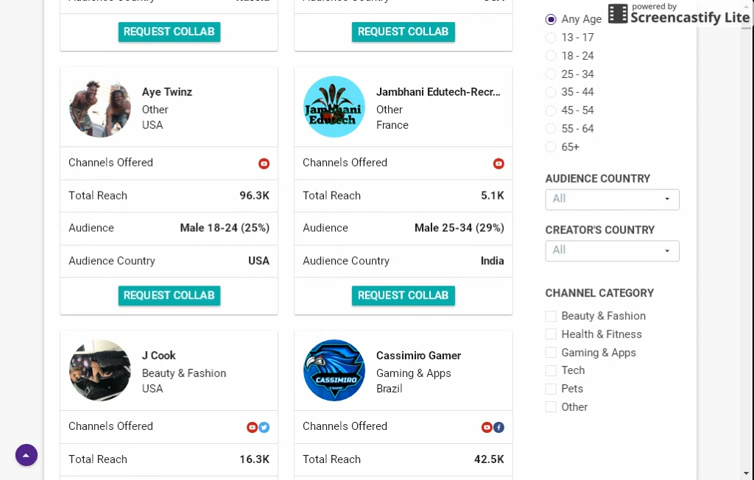 REQUEST COLLAB
REQUEST COLLAB
Aye Twinz
Other
USA
Channels Offered
Total Reach 96.3K
Audience Male 18-24 (25%)
Audience Country USA
REQUEST COLLAB
Jambhani Edutech-Recr...
Other
France
Jambhani
Edutech
Channels Offered
Total Reach 5.1K
Audience Male 25-34 (29%)
Audience Country India
REQUEST COLLAB
J Cook
Beauty & Fashion
USA
Channels Offered
Total Reach 16.3K
Cassimiro Gamer
Gaming & Apps
Brazil
CASSIMIRO
Channels Offered
Total Reach 42.5K
powered by
Screencastify Lite
Any Age
13 - 17
18 - 24
25 - 34
35 - 44
45 - 54
55 - 64
65+
AUDIENCE COUNTRY
All
CREATOR'S COUNTRY
All
CHANNEL CATEGORY
Beauty & Fashion
Health & Fitness
Gaming & Apps
Tech
Pets
Other